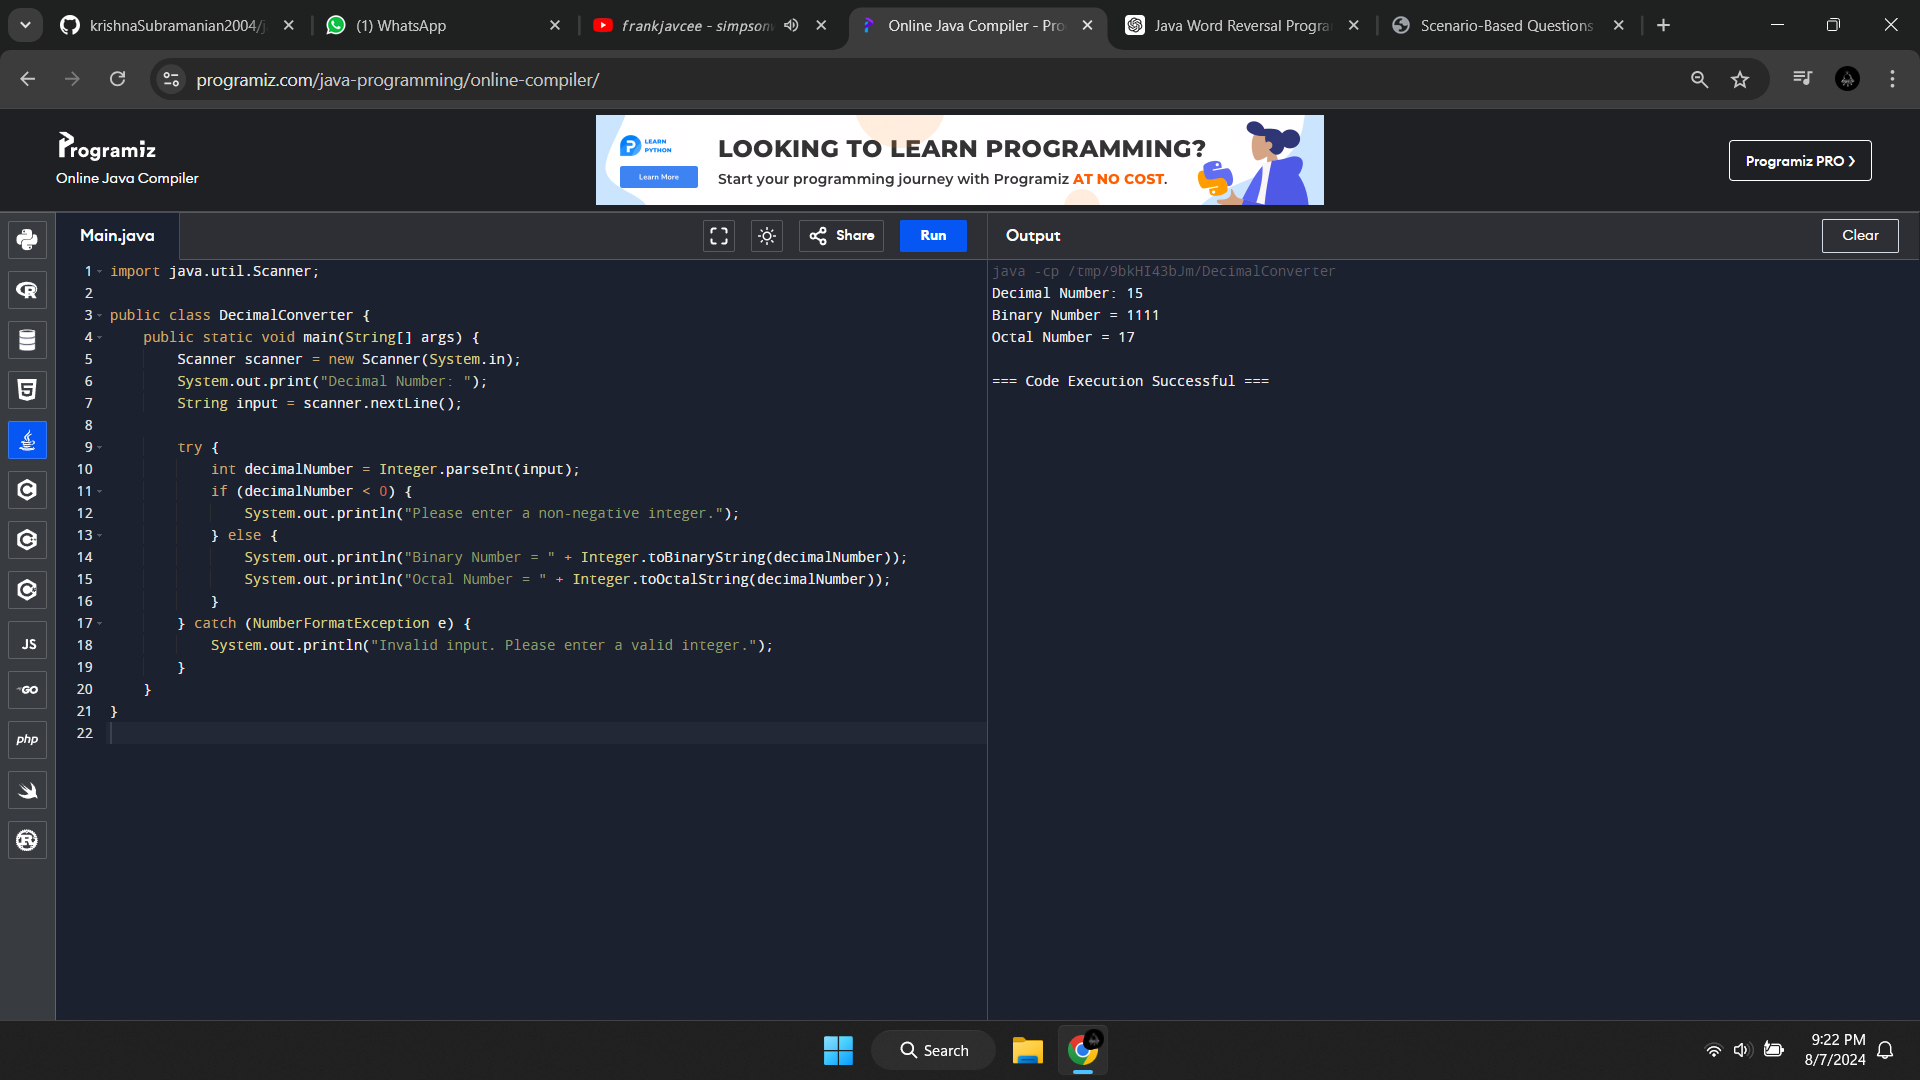 krishnaSubramanian2004/j
(1) WhatsApp
frankjavcee - simpsonw
Online Java Compiler - Pro
Java Word Reversal Progra
Scenario-Based Questions
programiz.com/java-programming/online-compiler/
Programiz
Online Java Compiler
LEARN
PYTHON
Learn More
LOOKING TO LEARN PROGRAMMING?
Start your programming journey with Programiz AT NO COST.
Programiz PRO
Main.java
Share
Run
Output
Clear
1 import java.util.Scanner;
2
3 public class DecimalConverter {
4 public static void main(String[] args) {
5 Scanner scanner = new Scanner(System.in);
6 System.out.print("Decimal Number: ");
7 String input = scanner.nextLine();
8
9 try {
10 int decimalNumber = Integer.parseInt(input);
11 if (decimalNumber < 0) {
12 System.out.println("Please enter a non-negative integer.");
13 } else {
14 System.out.println("Binary Number = " + Integer.toBinaryString(decimalNumber));
15 System.out.println("Octal Number = " + Integer.toOctalString(decimalNumber));
16 }
17 } catch (NumberFormatException e) {
18 System.out.println("Invalid input. Please enter a valid integer.");
19 }
20 }
21 }
22
java -cp /tmp/9bkHI43bJm/DecimalConverter
Decimal Number: 15
Binary Number = 1111
Octal Number = 17
=== Code Execution Successful ===
JS
GO
php
Search
9:22 PM
8/7/2024